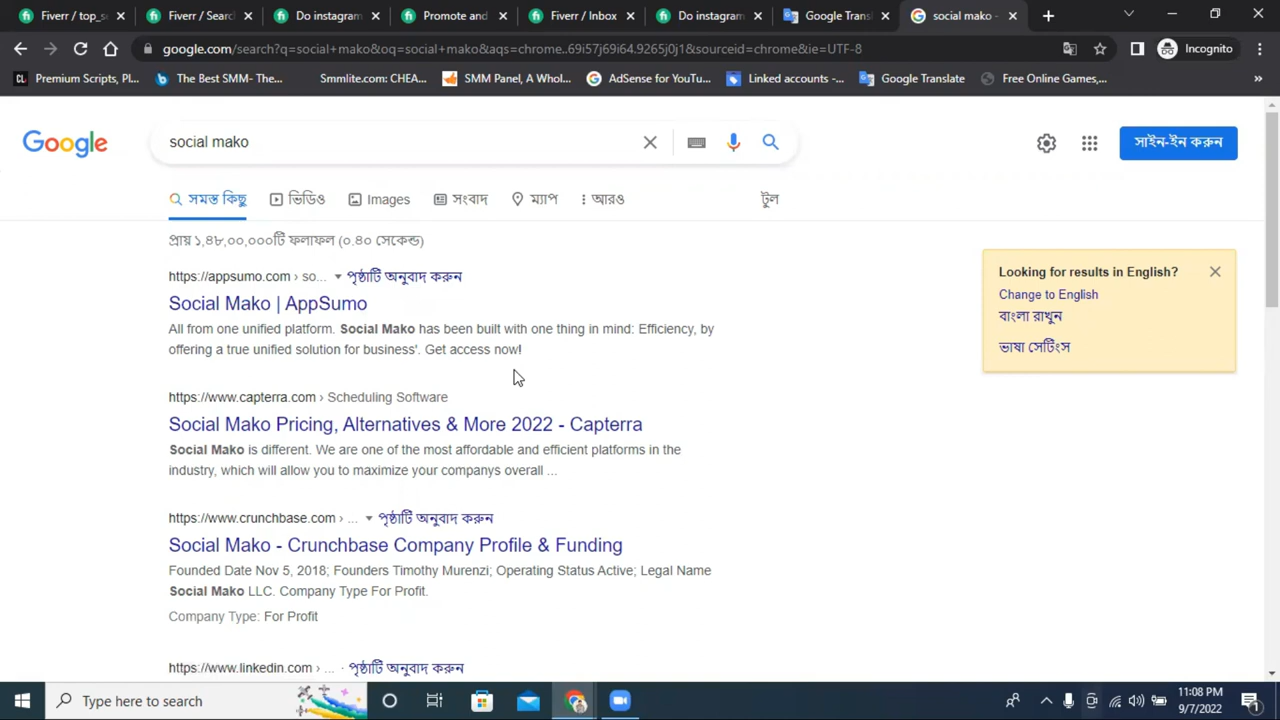 Fiverr / top_s
Fiverr / Sear
Do instagram
Promote and
Fiverr / Inbox
Do instagram
Google Trans
social mako -
google.com/search?q=social+mako&oq=social+mako&aqs=chrome..69i57j69i64.9265j0j1&sourceid=chrome&ie=UTF-8
Incognito
Premium Scripts, Pl...
The Best SMM- The...
Smmlite.com: CHEA...
SMM Panel, A Whol...
AdSense for YouTu...
Linked accounts -...
Google Translate
Free Online Games,...
Google
social mako
সাইন-ইন করুন
সমস্ত কিছু
ভিডিও
Images
সংবাদ
ম্যাপ
আরও
টুল
প্রায় ১,৪৮,০০,০০০টি ফলাফল (০.৪০ সেকেন্ড)
https://appsumo.com › so... পৃষ্ঠাটি অনুবাদ করুন
Social Mako | AppSumo
All from one unified platform. Social Mako has been built with one thing in mind: Efficiency, by
offering a true unified solution for business'. Get access now!
https://www.capterra.com › Scheduling Software
Social Mako Pricing, Alternatives & More 2022 - Capterra
Social Mako is different. We are one of the most affordable and efficient platforms in the
industry, which will allow you to maximize your companys overall ...
https://www.crunchbase.com › ... পৃষ্ঠাটি অনুবাদ করুন
Social Mako - Crunchbase Company Profile & Funding
Founded Date Nov 5, 2018; Founders Timothy Murenzi; Operating Status Active; Legal Name
Social Mako LLC. Company Type For Profit.
Company Type: For Profit
https://www.linkedin.com › ... · পৃষ্ঠাটি অনুবাদ করুন
Looking for results in English?
Change to English
বাংলা রাখুন
ভাষা সেটিংস
Type here to search
11:08 PM
9/7/2022
1